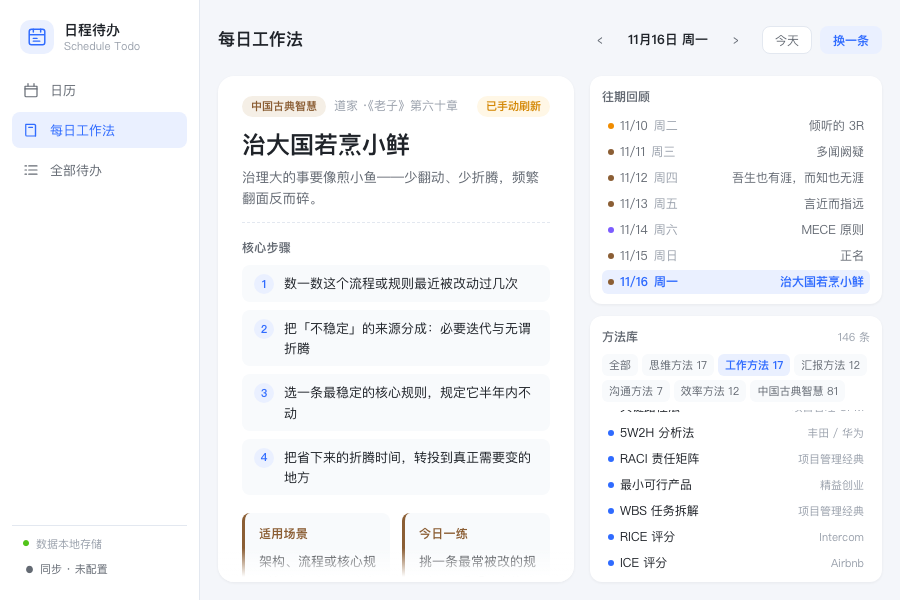 日程待办
Schedule Todo
日历
每日工作法
全部待办
数据本地存储
同步 · 未配置
每日工作法
‹ 11月16日 周一 › 今天 换一条
中国古典智慧 道家 ·《老子》第六十章 已手动刷新
治大国若烹小鲜
治理大的事要像煎小鱼——少翻动、少折腾，频繁
翻面反而碎。
核心步骤
1 数一数这个流程或规则最近被改动过几次
2 把「不稳定」的来源分成：必要迭代与无谓
折腾
3 选一条最稳定的核心规则，规定它半年内不
动
4 把省下来的折腾时间，转投到真正需要变的
地方
适用场景
架构、流程或核心规
今日一练
挑一条最常被改的规
往期回顾
11/10 周二 倾听的 3R
11/11 周三 多闻阙疑
11/12 周四 吾生也有涯，而知也无涯
11/13 周五 言近而指远
11/14 周六 MECE 原则
11/15 周日 正名
11/16 周一 治大国若烹小鲜
方法库 146 条
全部 思维方法 17 工作方法 17 汇报方法 12
沟通方法 7 效率方法 12 中国古典智慧 81
5W2H 分析法 丰田 / 华为
RACI 责任矩阵 项目管理经典
最小可行产品 精益创业
WBS 任务拆解 项目管理经典
RICE 评分 Intercom
ICE 评分 Airbnb